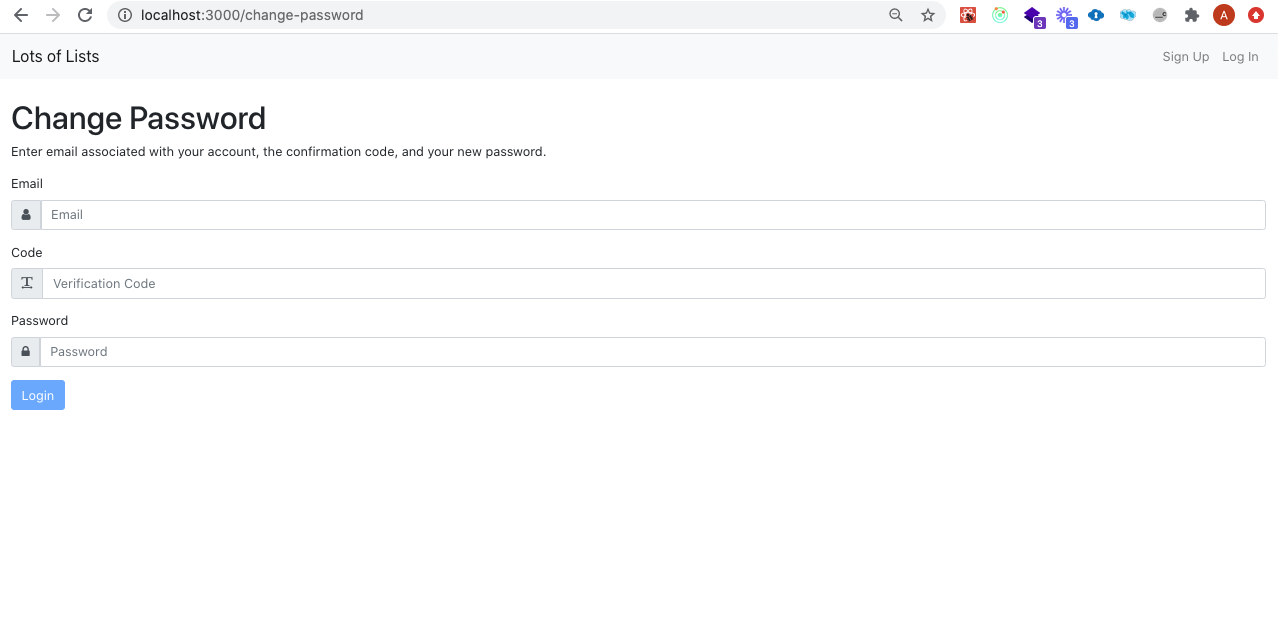 localhost:3000/change-password
3
3
A
Lots of Lists
Sign Up
Log In
Change Password
Enter email associated with your account, the confirmation code, and your new password.
Email
Email
Code
Verification Code
Password
Password
Login